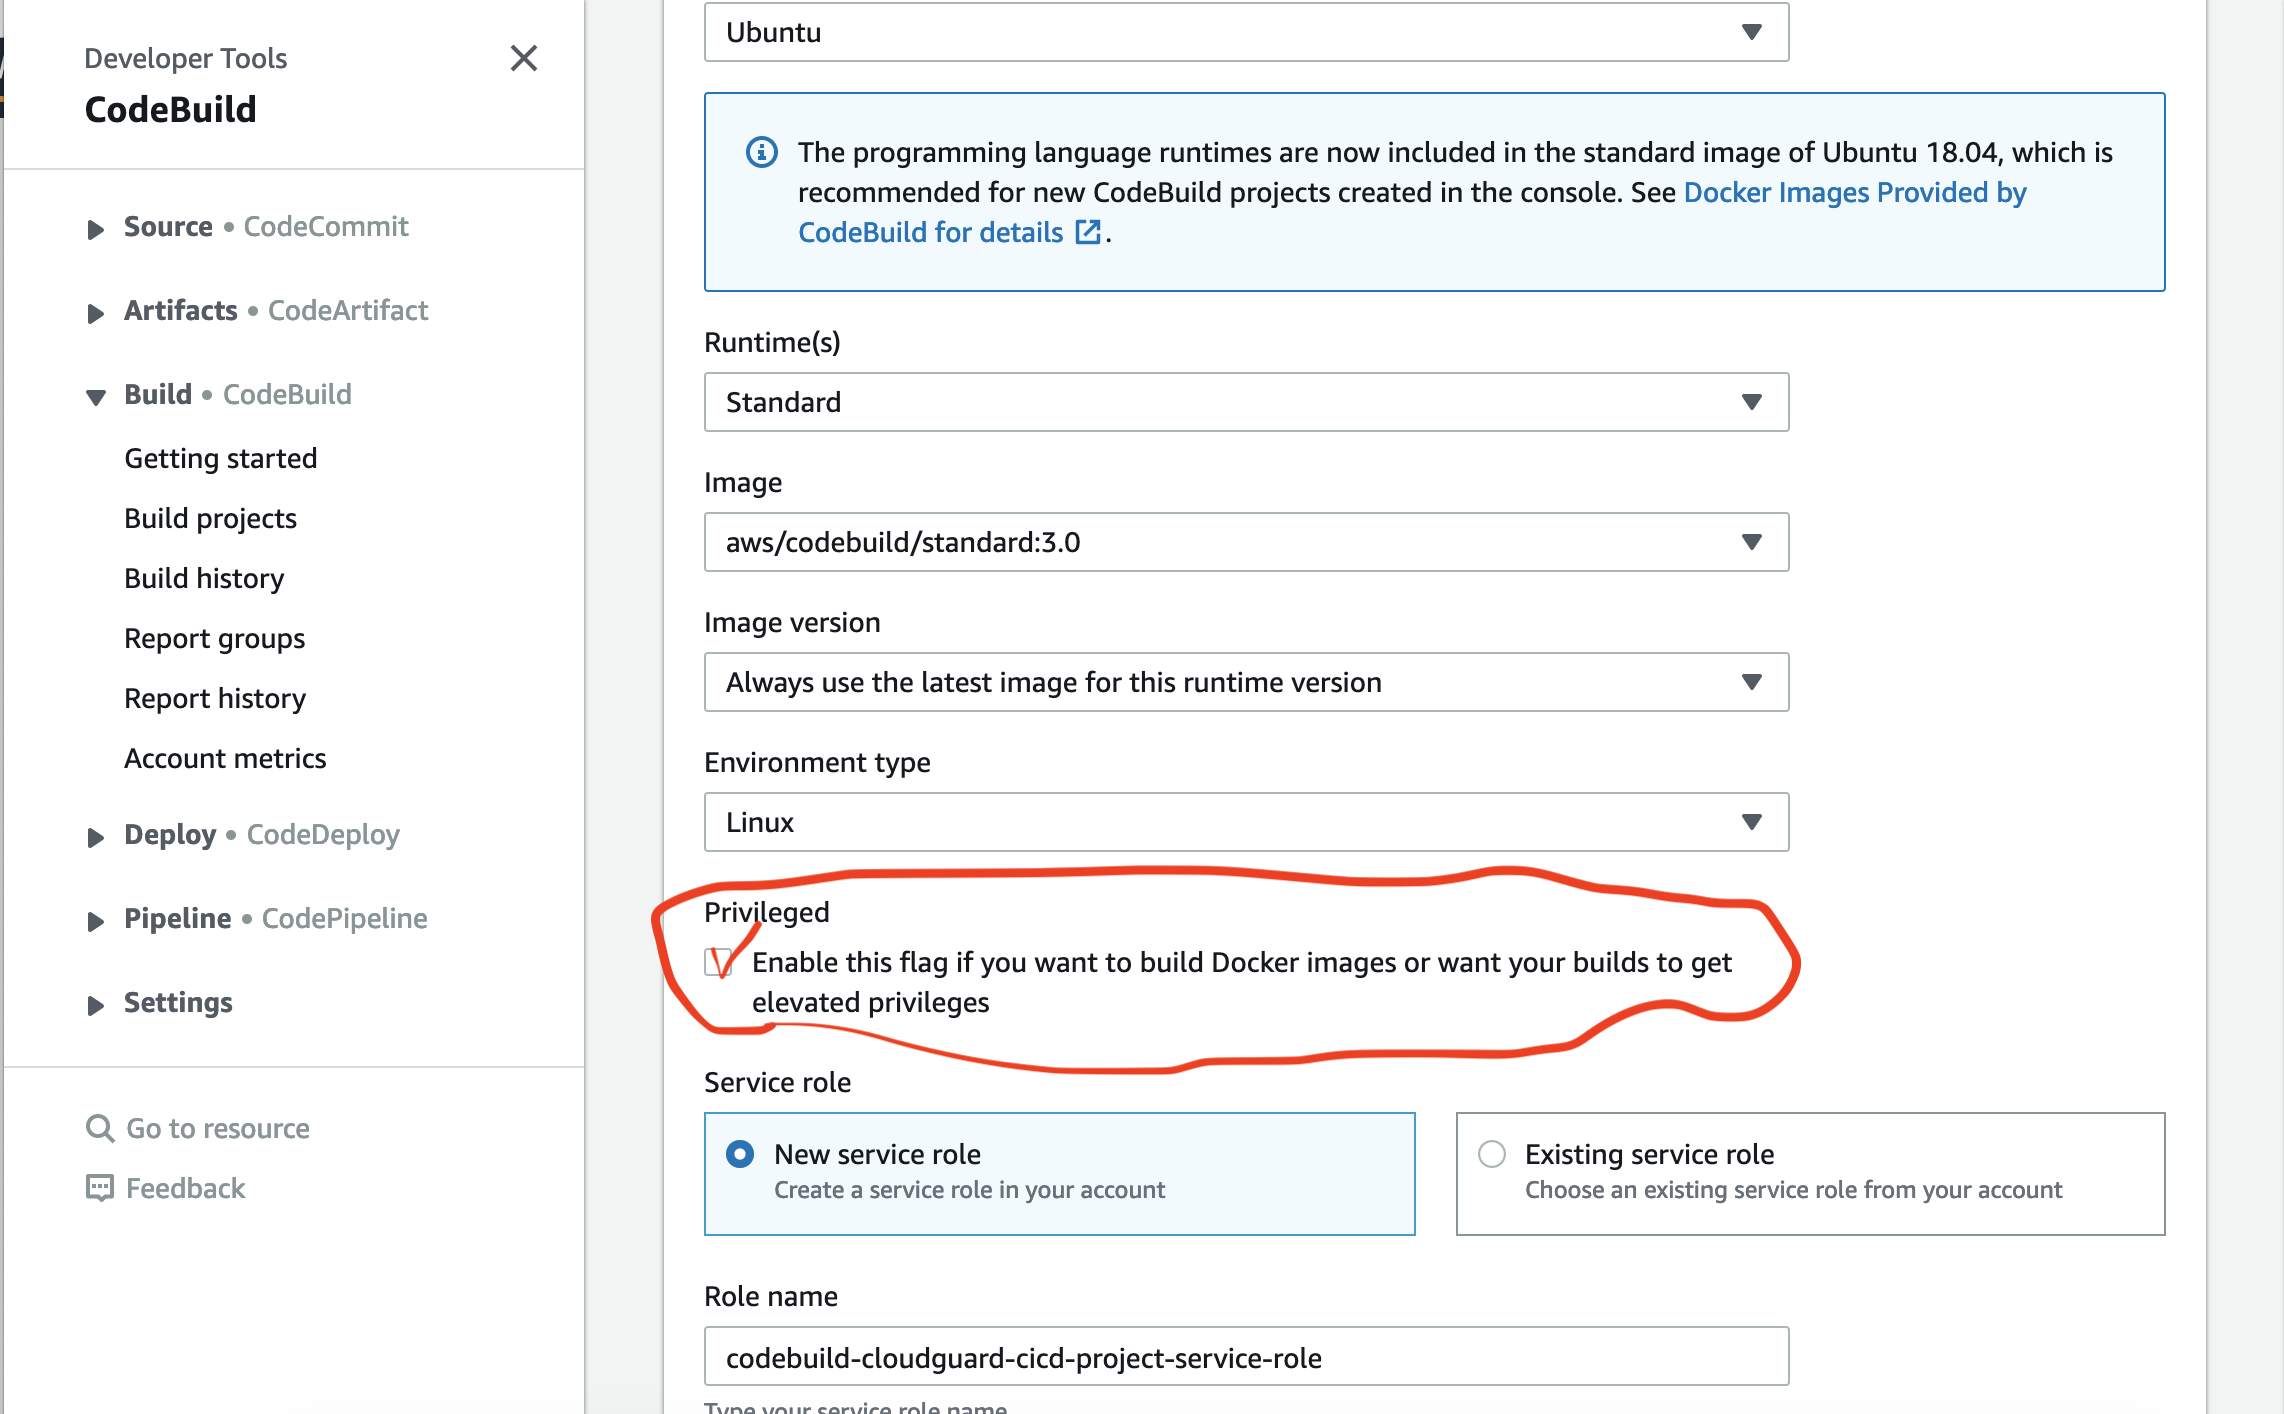 Developer Tools
CodeBuild
Source • CodeCommit
Artifacts • CodeArtifact
Build • CodeBuild
Getting started
Build projects
Build history
Report groups
Report history
Account metrics
Deploy • CodeDeploy
Pipeline • CodePipeline
Settings
Go to resource
Feedback
Ubuntu
The programming language runtimes are now included in the standard image of Ubuntu 18.04, which is
recommended for new CodeBuild projects created in the console. See Docker Images Provided by
CodeBuild for details.
Runtime(s)
Standard
Image
aws/codebuild/standard:3.0
Image version
Always use the latest image for this runtime version
Environment type
Linux
Privileged
Enable this flag if you want to build Docker images or want your builds to get
elevated privileges
Service role
New service role
Create a service role in your account
Existing service role
Choose an existing service role from your account
Role name
codebuild-cloudguard-cicd-project-service-role
Type your service role name